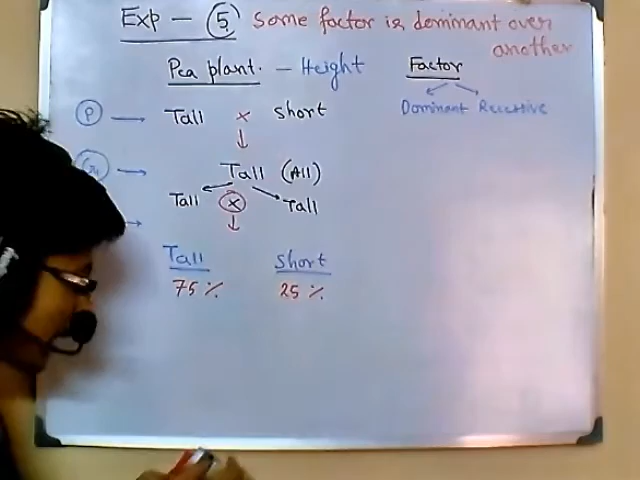 Exp - 5 Some factor is dominant over
another
Pea plant. - Height
Factor
Dominant Recessive
P → Tall × short
Tall (All)
Tall × Tall
Tall short
75% 25%